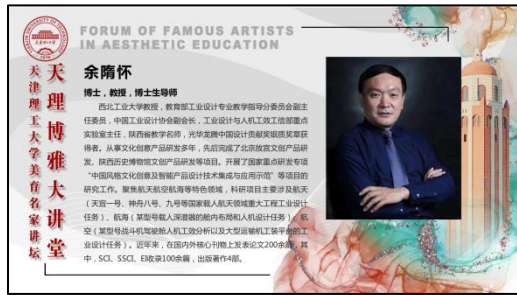 FORUM OF FAMOUS ARTISTS
IN AESTHETIC EDUCATION
天理博雅大讲堂
天津理工大学美育名家讲坛
余隋怀
博士，教授，博士生导师
西北工业大学教授，教育部工业设计专业教学指导分委员会副主
任委员，中国工业设计协会副会长，工业设计与人机工效工信部重点
实验室主任，陕西省教学名师，光华龙腾中国设计贡献奖银质奖章获
得者。从事文化创意产品研发多年，先后完成了北京故宫文创产品研
发、陕西历史博物馆文创产品研发等项目。开展了国家重点研发专项
“中国风格文化创意及智能产品设计技术集成与应用示范”等项目的
研究工作。聚焦航天航空航海等特色领域，科研项目主要涉及航天
（天宫一号、神舟八号、九号等国家载人航天领域重大工程工业设计
任务）、航海（某型号载人深潜器的舱内布局和人机设计任务）、航
空（某型号战斗机驾驶舱人机工效分析以及大型运输机工装平台的工
业设计任务）。近年来，在国内外核心刊物上发表论文200余篇，其
中，SCI、SSCI、EI收录100余篇，出版著作4部。